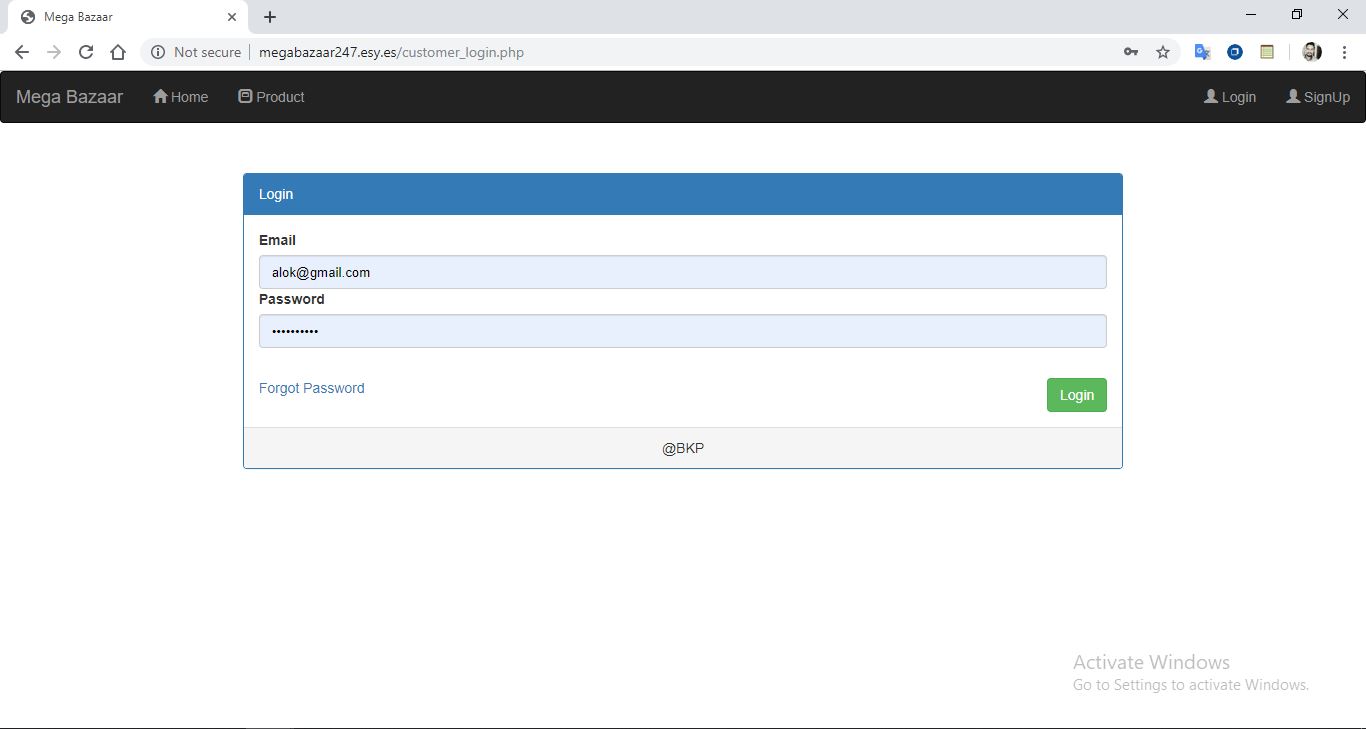 Mega Bazaar
Not secure megabazaar247.esy.es/customer_login.php
Mega Bazaar Home Product Login SignUp
Login
Email
alok@gmail.com
Password
••••••••••
Forgot Password Login
@BKP
Activate Windows
Go to Settings to activate Windows.